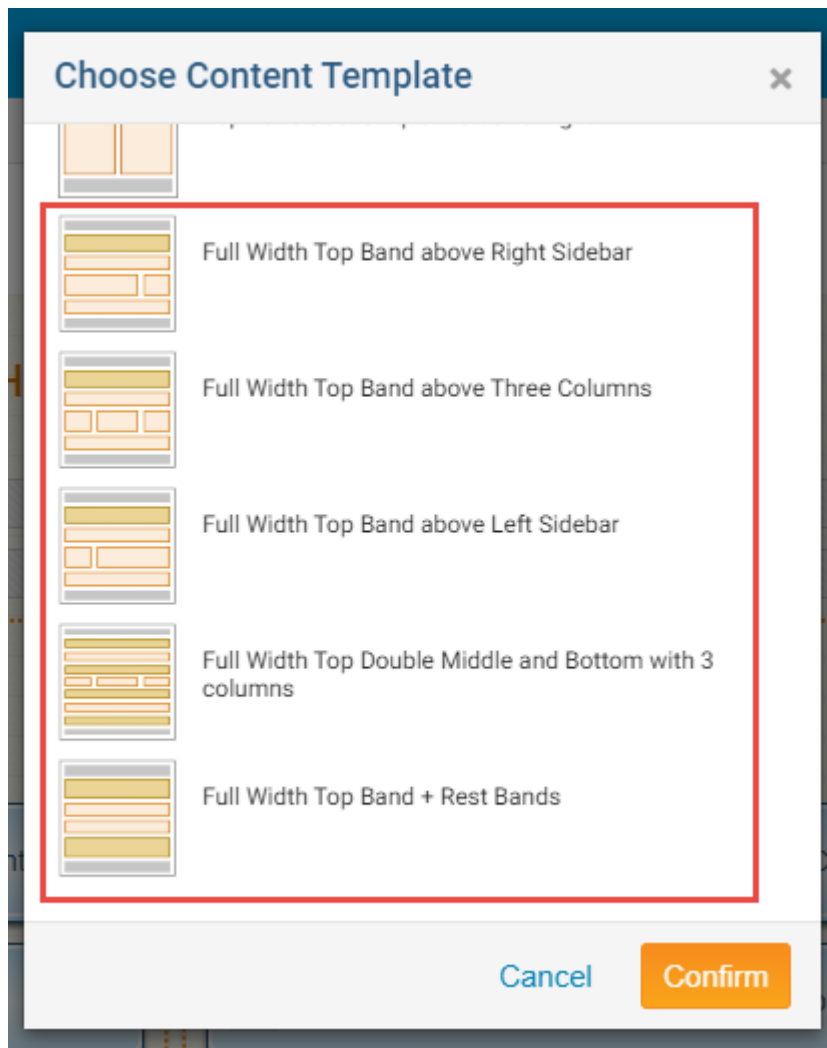 Choose Content Template
×
Full Width Top Band above Right Sidebar
Full Width Top Band above Three Columns
Full Width Top Band above Left Sidebar
Full Width Top Double Middle and Bottom with 3
columns
Full Width Top Band + Rest Bands
Cancel
Confirm